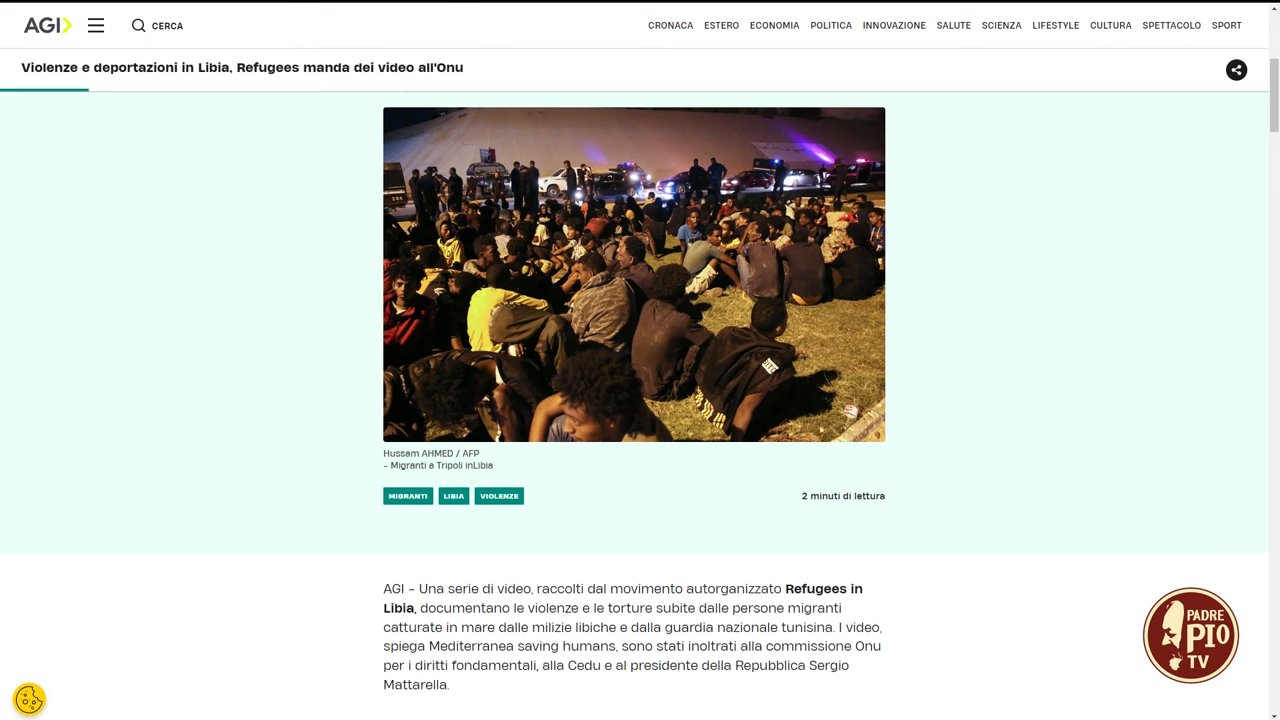 AGI
CERCA
CRONACA ESTERO ECONOMIA POLITICA INNOVAZIONE SALUTE SCIENZA LIFESTYLE CULTURA SPETTACOLO SPORT
Violenze e deportazioni in Libia, Refugees manda dei video all'Onu
Hussam AHMED / AFP
- Migranti a Tripoli inLibia
MIGRANTI LIBIA VIOLENZE
2 minuti di lettura
AGI - Una serie di video, raccolti dal movimento autorganizzato Refugees in
Libia, documentano le violenze e le torture subite dalle persone migranti
catturate in mare dalle milizie libiche e dalla guardia nazionale tunisina. I video,
spiega Mediterranea saving humans, sono stati inoltrati alla commissione Onu
per i diritti fondamentali, alla Cedu e al presidente della Repubblica Sergio
Mattarella.
PADRE
PIO
TV